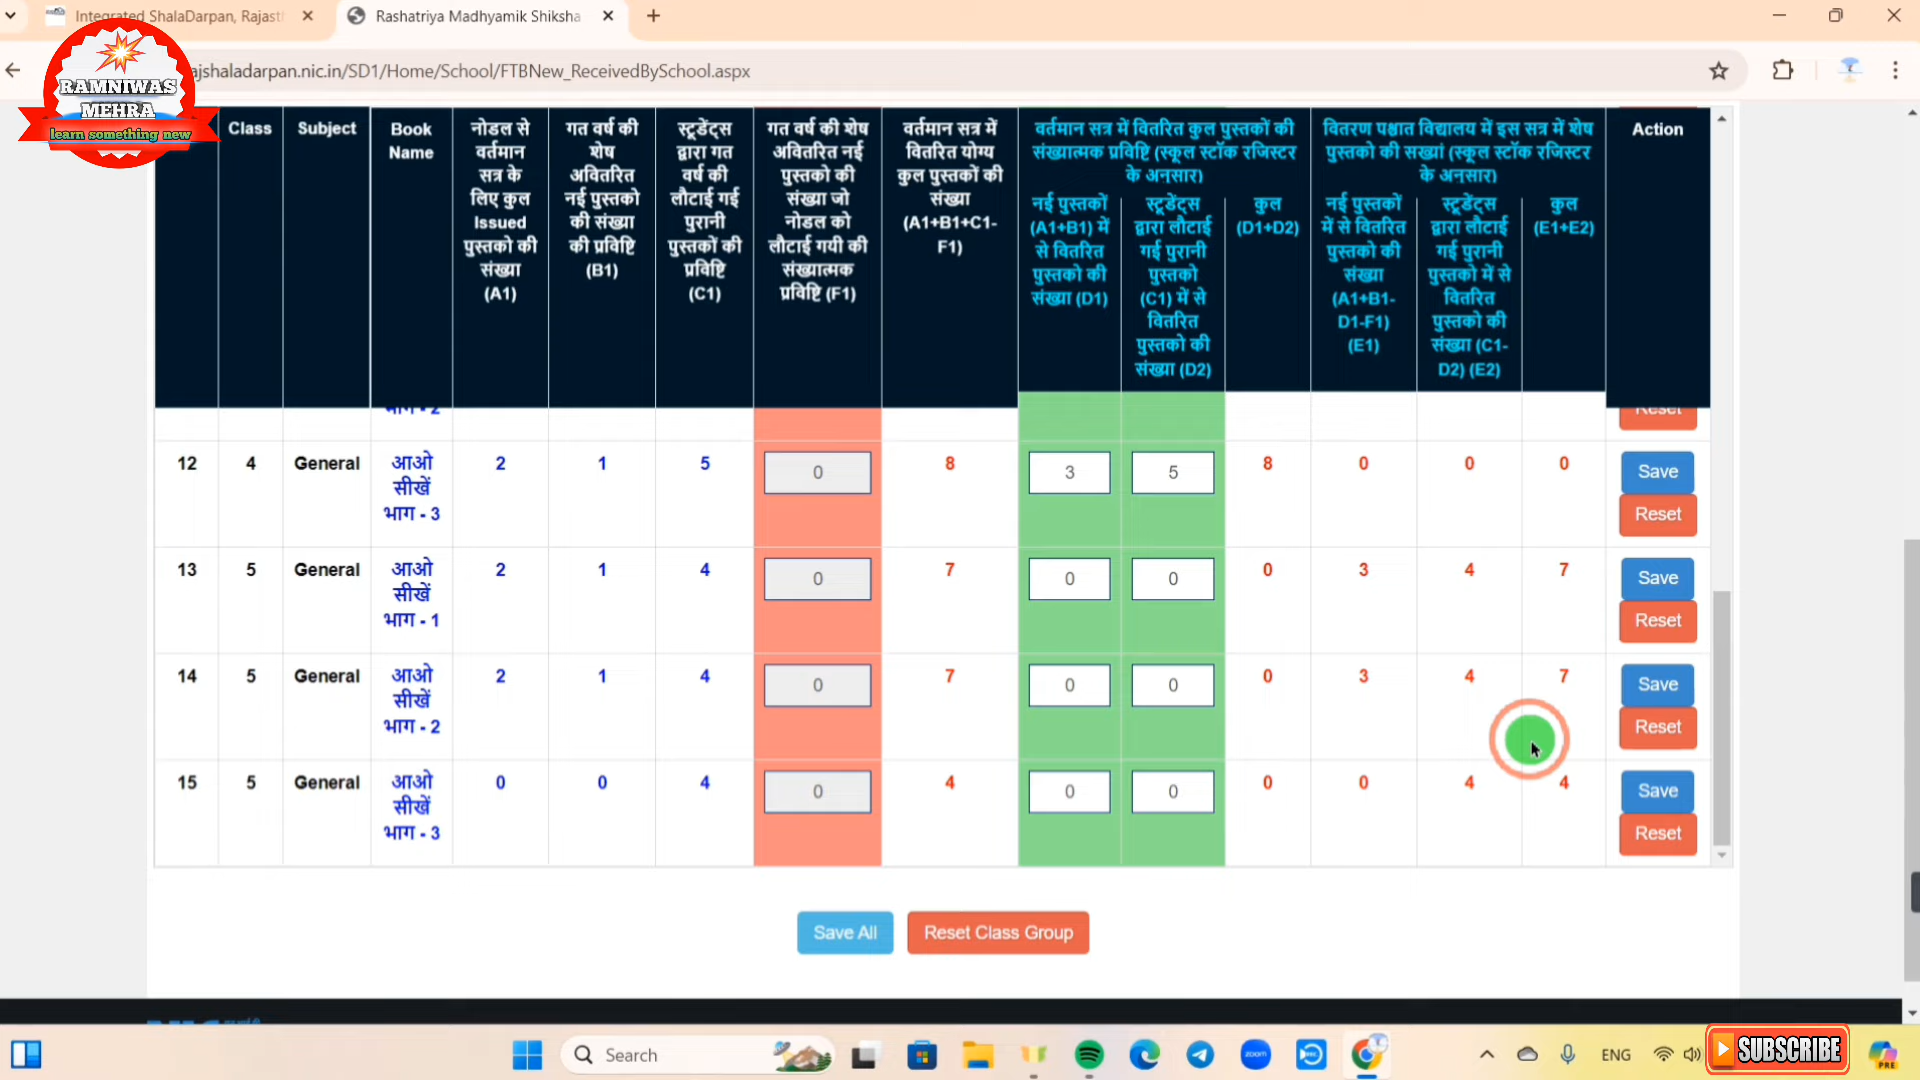 Integrated ShalaDarpan, Rajasth
Rashatriya Madhyamik Shiksha
RAMNIWAS
MEHRA
learn something new
ajshaladarpan.nic.in/SD1/Home/School/FTBNew_ReceivedBySchool.aspx
Class
Subject
Book
Name
नोडल से
वर्तमान
सत्र के
लिए कुल
Issued
पुस्तको की
संख्या
(A1)
गत वर्ष की
शेष
अवितरित
नई पुस्तको
की संख्या
की प्रविष्टि
(B1)
स्टूडेंट्स
द्वारा गत
वर्ष की
लौटाई गई
पुरानी
पुस्तकों की
प्रविष्टि
(C1)
गत वर्ष की शेष
अवितरित नई
पुस्तको की
संख्या जो
नोडल को
लौटाई गयी की
संख्यात्मक
प्रविष्टि (F1)
वर्तमान सत्र में
वितरित योग्य
कुल पुस्तकों की
संख्या
(A1+B1+C1-
F1)
वर्तमान सत्र में वितरित कुल पुस्तकों की
संख्यात्मक प्रविष्टि (स्कूल स्टॉक रजिस्टर
के अनुसार)
नई पुस्तकों
(A1+B1) में
से वितरित
पुस्तको की
संख्या (D1)
स्टूडेंट्स
द्वारा लौटाई
गई पुरानी
पुस्तको
(C1) में से
वितरित
पुस्तको की
संख्या (D2)
कुल
(D1+D2)
वितरण पश्चात विद्यालय में इस सत्र में शेष
पुस्तको की सख्यां (स्कूल स्टॉक रजिस्टर
के अनुसार)
नई पुस्तकों
में से वितरित
पुस्तको की
संख्या
(A1+B1-
D1-F1)
(E1)
स्टूडेंट्स
द्वारा लौटाई
गई पुरानी
पुस्तको में से
वितरित
पुस्तको की
संख्या (C1-
D2) (E2)
कुल
(E1+E2)
Action
भाग - 2
Reset
12 4 General आओ 2 1 5 0 8 3 5 8 0 0 0 Save
सीखें
भाग - 3 Reset
13 5 General आओ 2 1 4 0 7 0 0 0 3 4 7 Save
सीखें
भाग - 1 Reset
14 5 General आओ 2 1 4 0 7 0 0 0 3 4 7 Save
सीखें
भाग - 2 Reset
15 5 General आओ 0 0 4 0 4 0 0 0 0 4 4 Save
सीखें
भाग - 3 Reset
Save All Reset Class Group
Search
zoom
REC
ENG
SUBSCRIBE
PRE